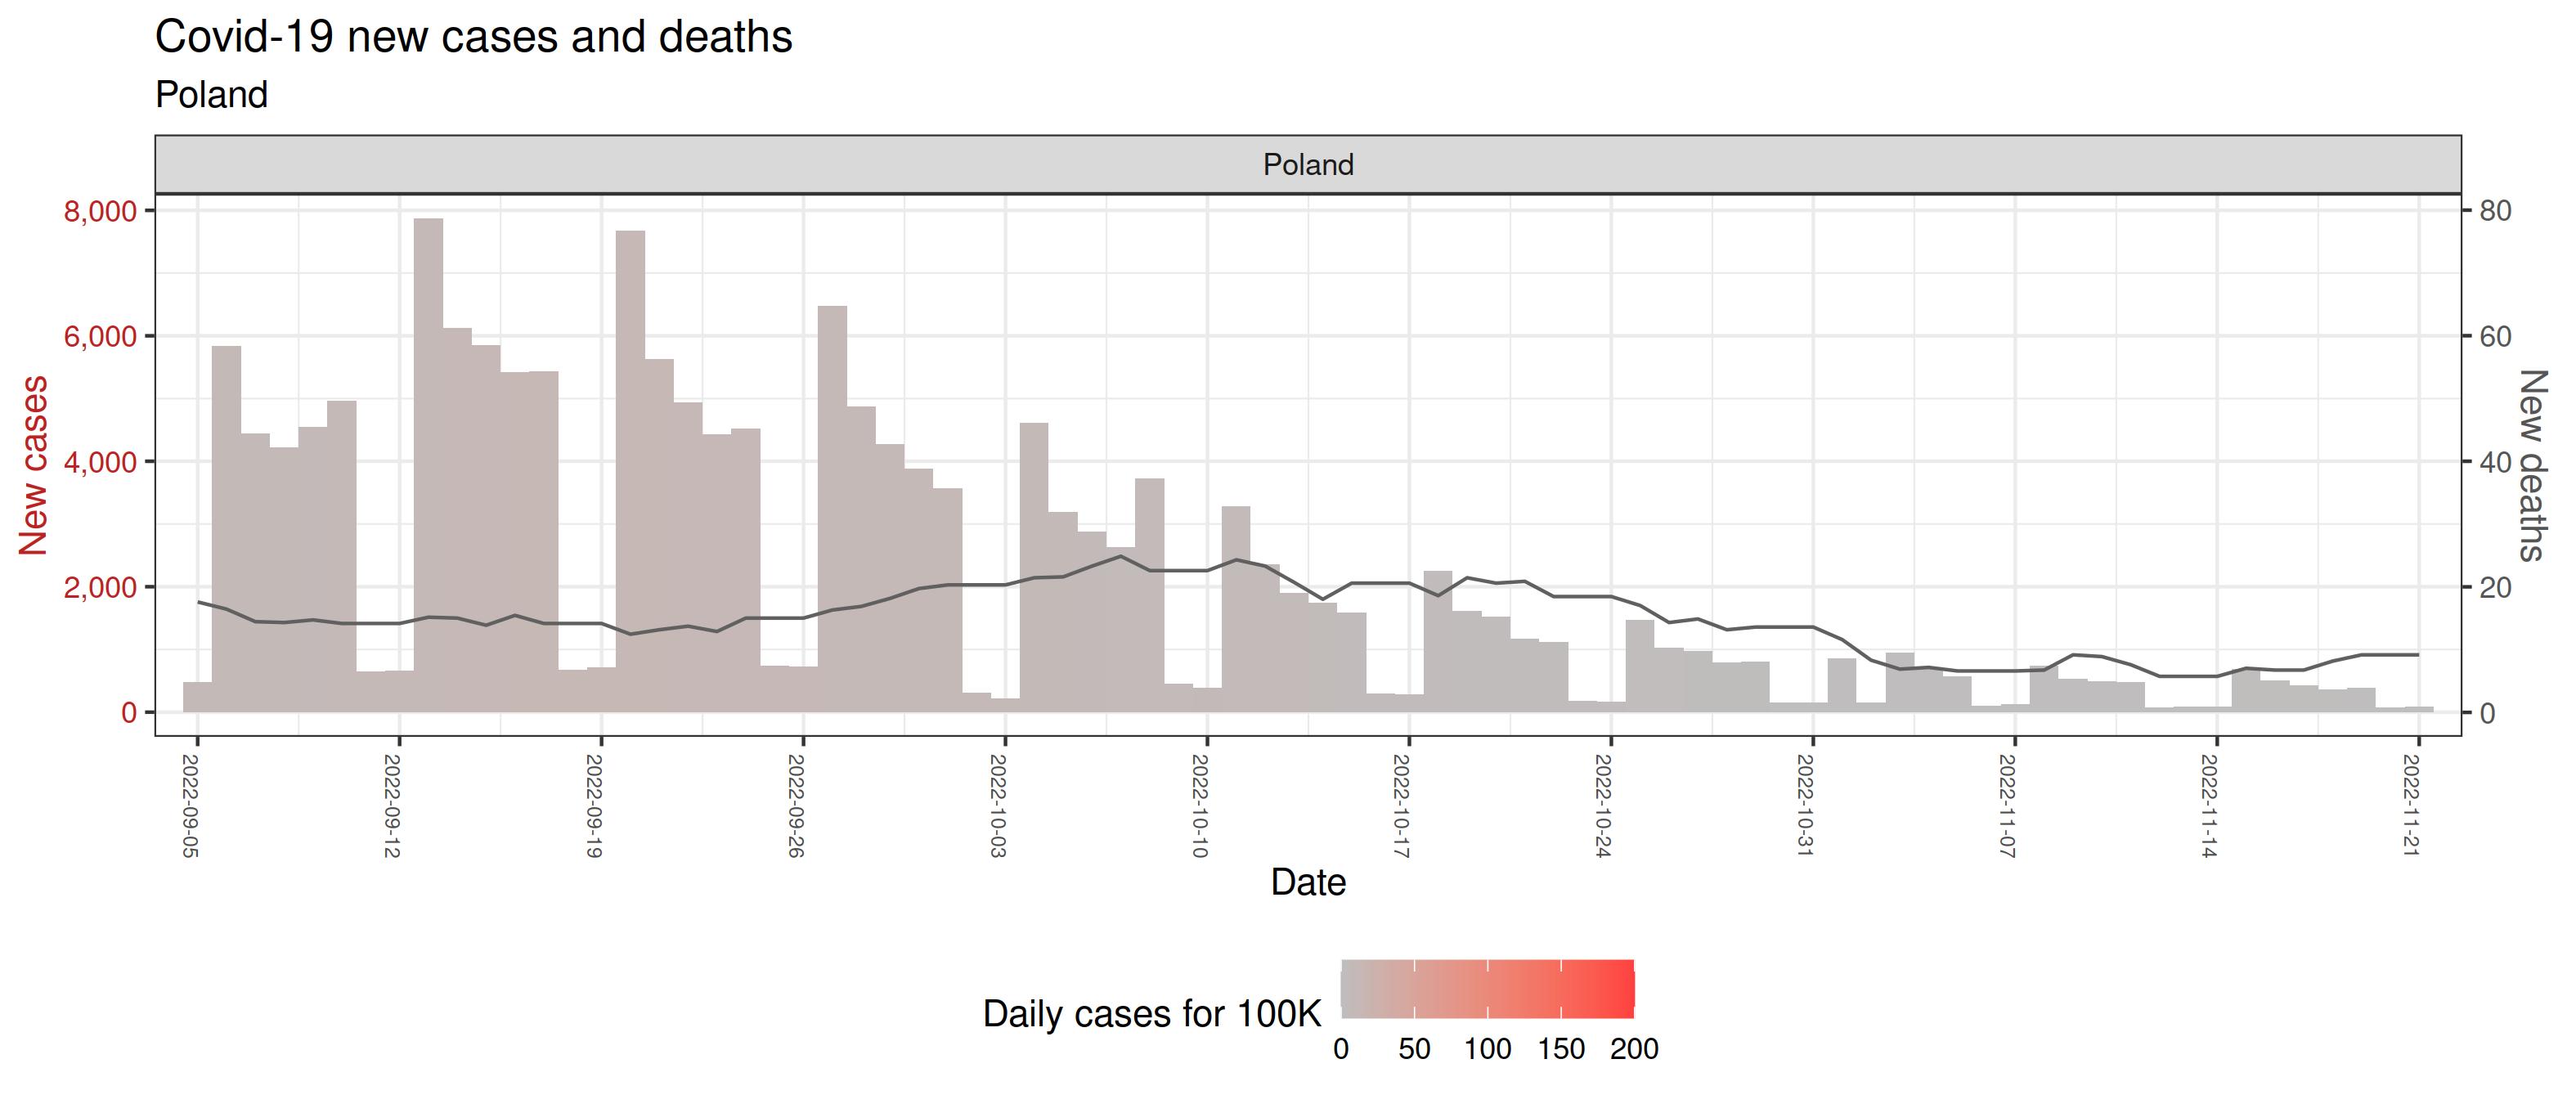 Covid-19 new cases and deaths
Poland
Poland
8,000
6,000
4,000
2,000
0
New cases
80
60
40
20
0
New deaths
2022-09-05
2022-09-12
2022-09-19
2022-09-26
2022-10-03
2022-10-10
2022-10-17
2022-10-24
2022-10-31
2022-11-07
2022-11-14
2022-11-21
Date
Daily cases for 100K
0 50 100 150 200